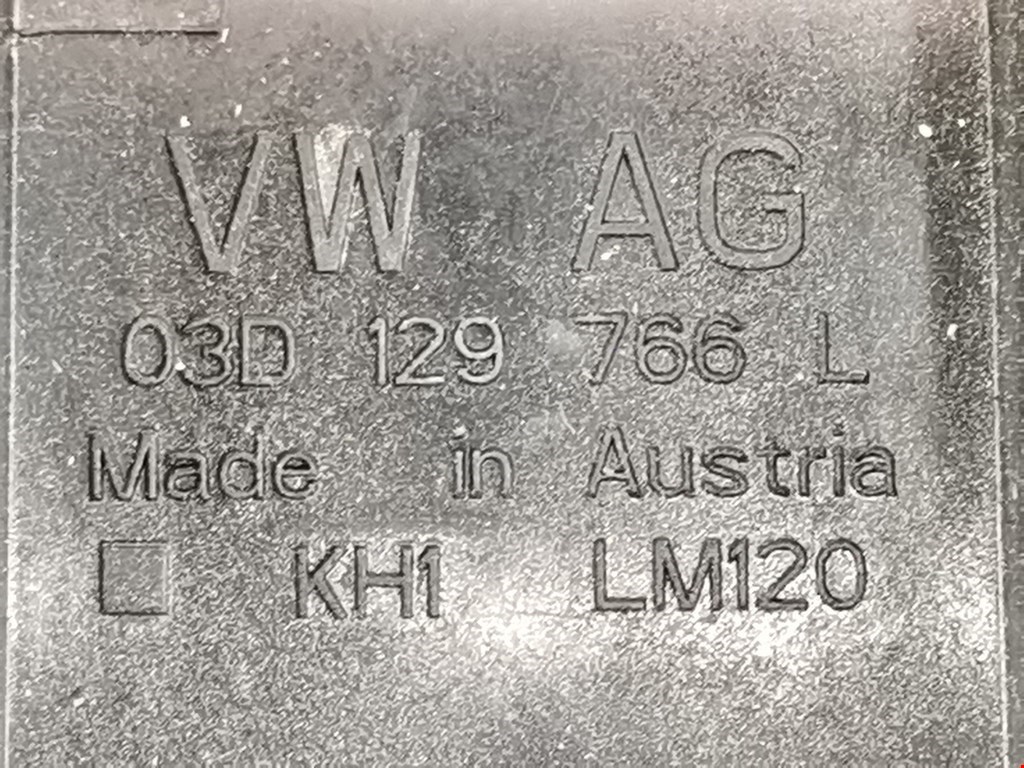 VW AG
03D 129 766 L
Made in Austria
KH1 LM120